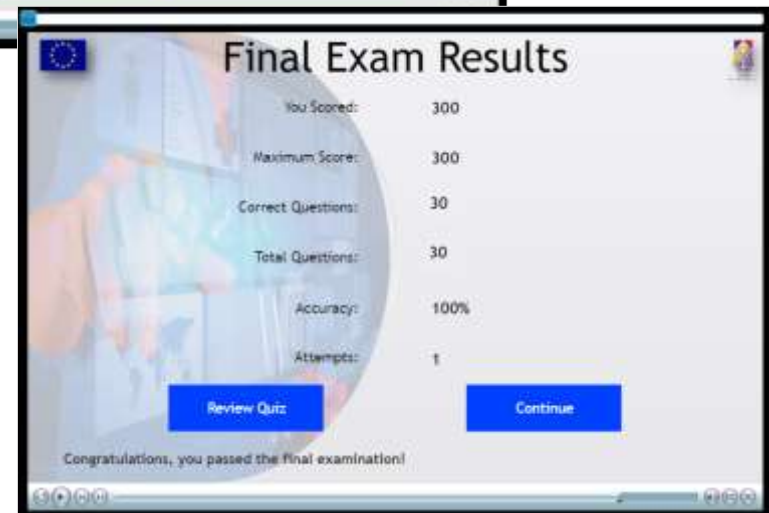 Final Exam Results
You Scored: 300
Maximum Score: 300
Correct Questions: 30
Total Questions: 30
Accuracy: 100%
Attempts: 1
Review Quiz Continue
Congratulations, you passed the final examination!